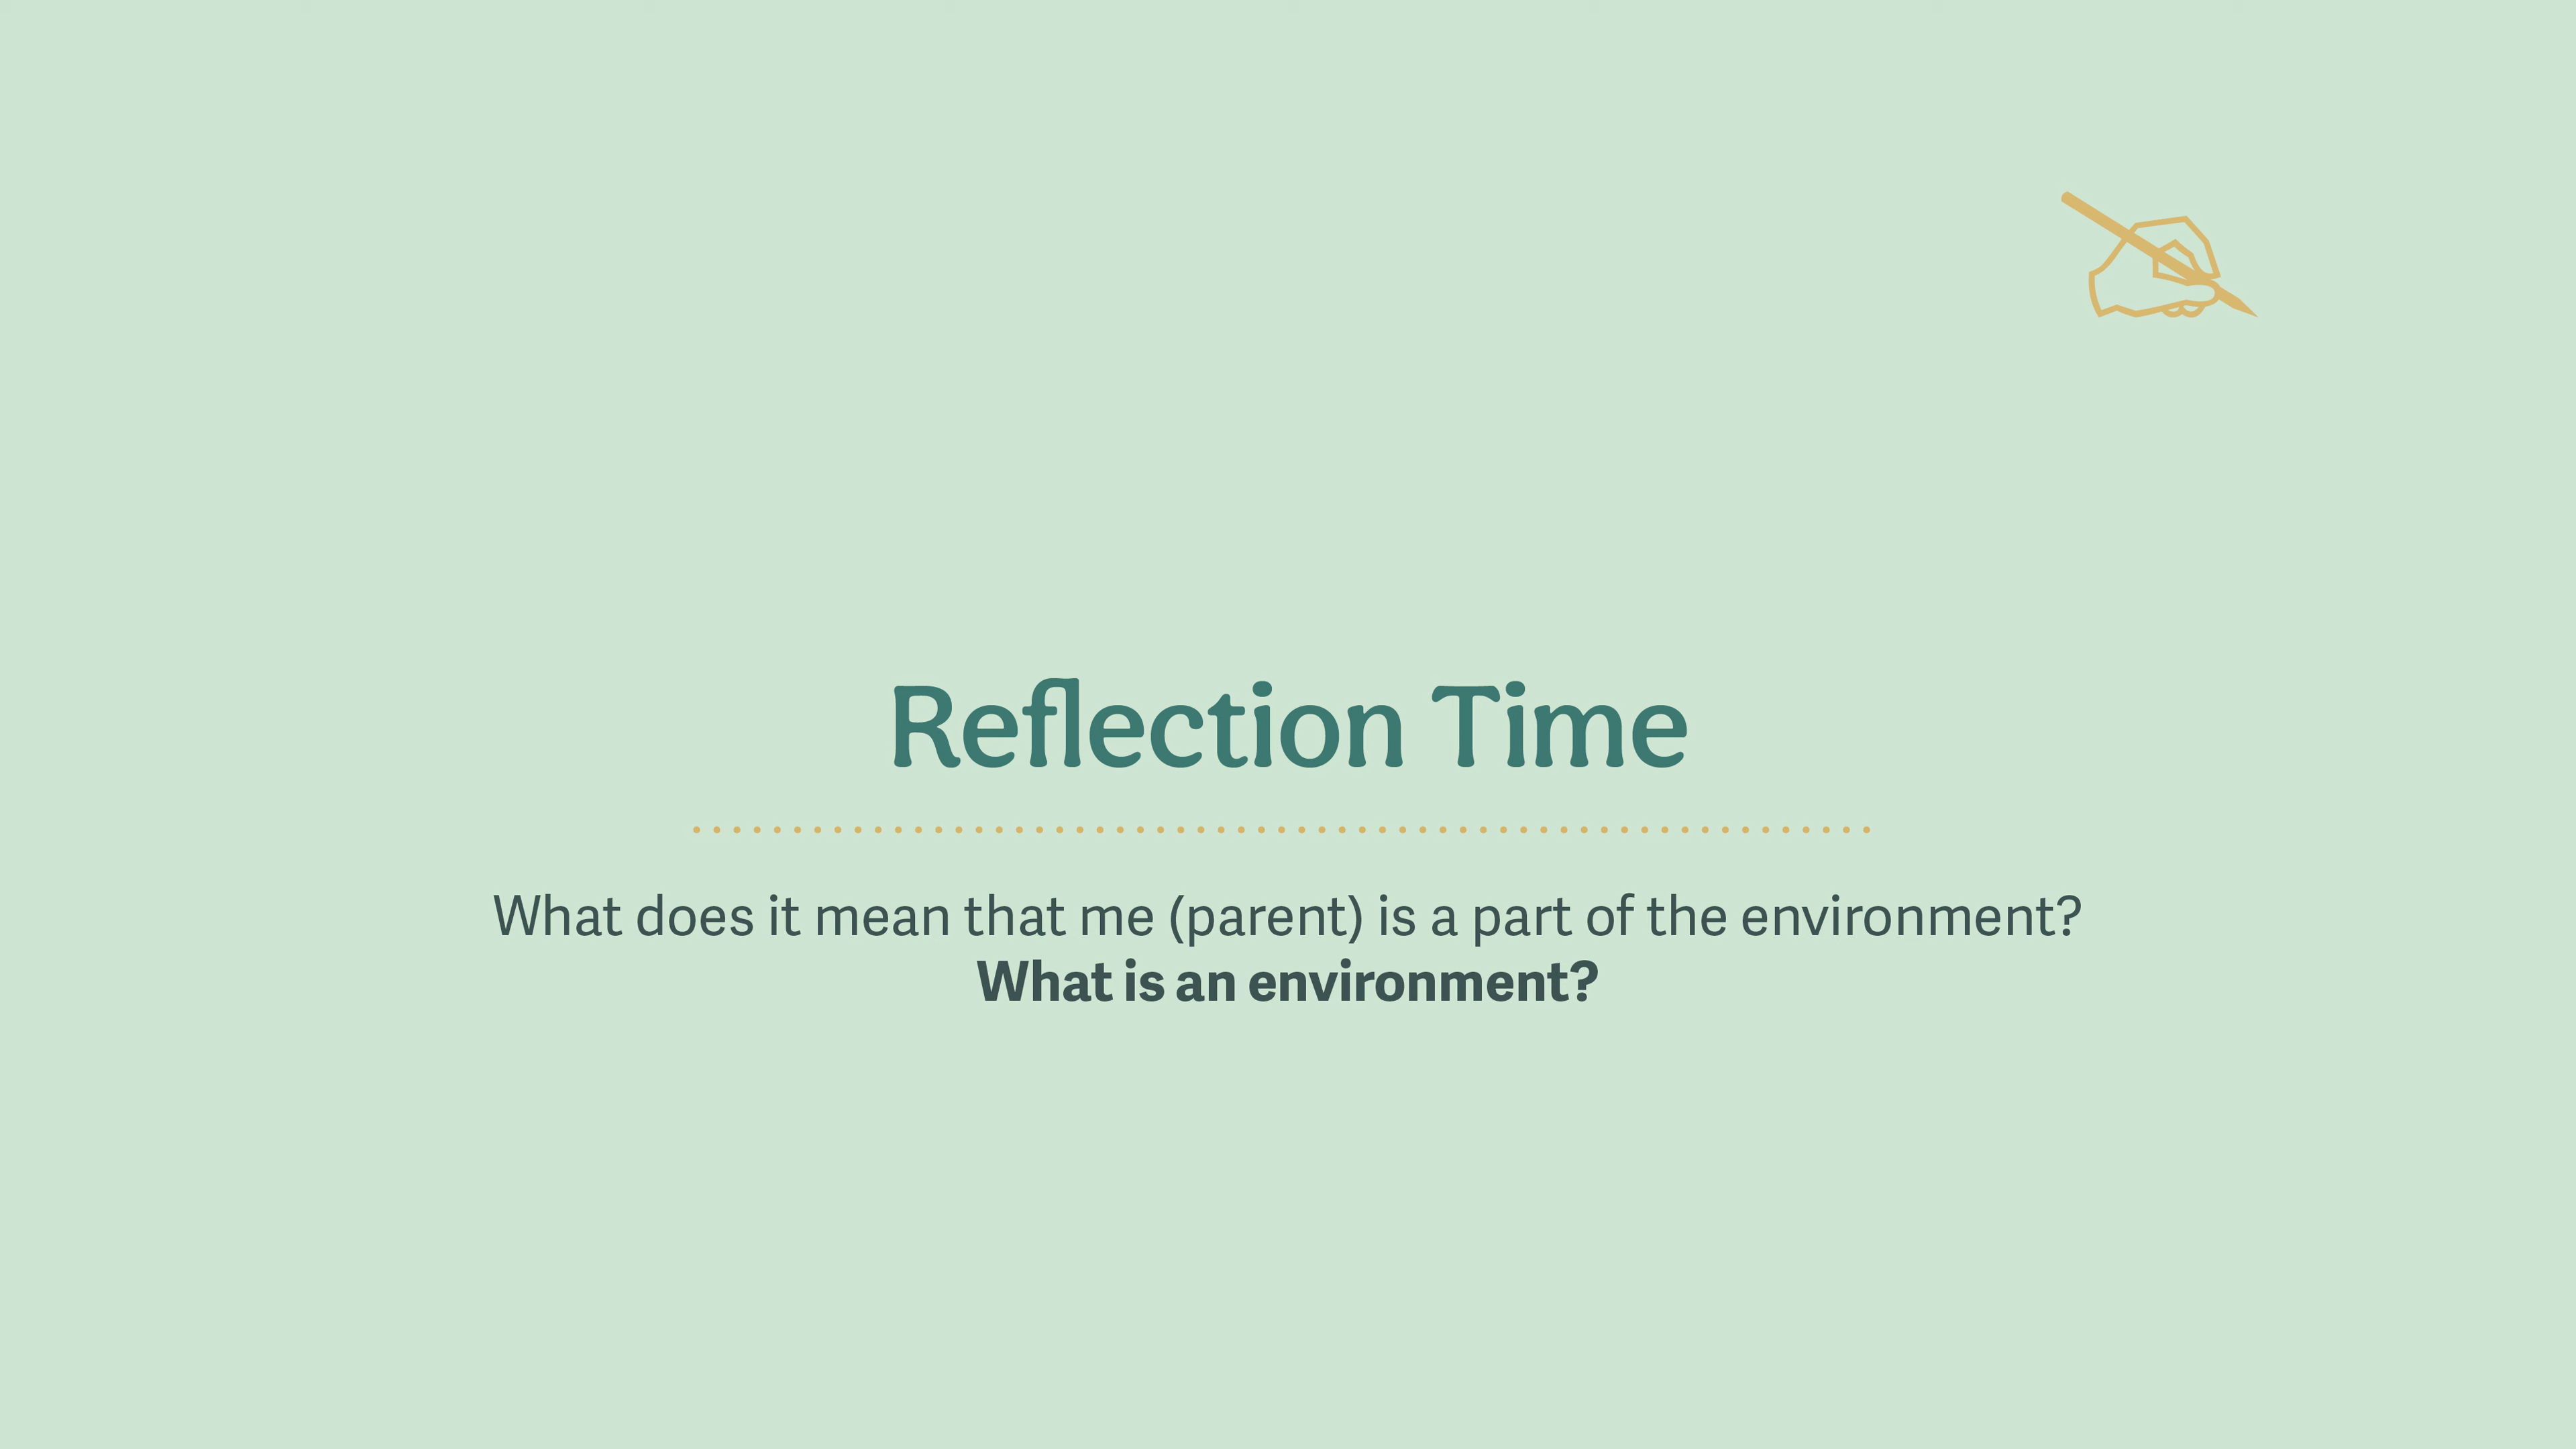 Reflection Time
What does it mean that me (parent) is a part of the environment?
What is an environment?